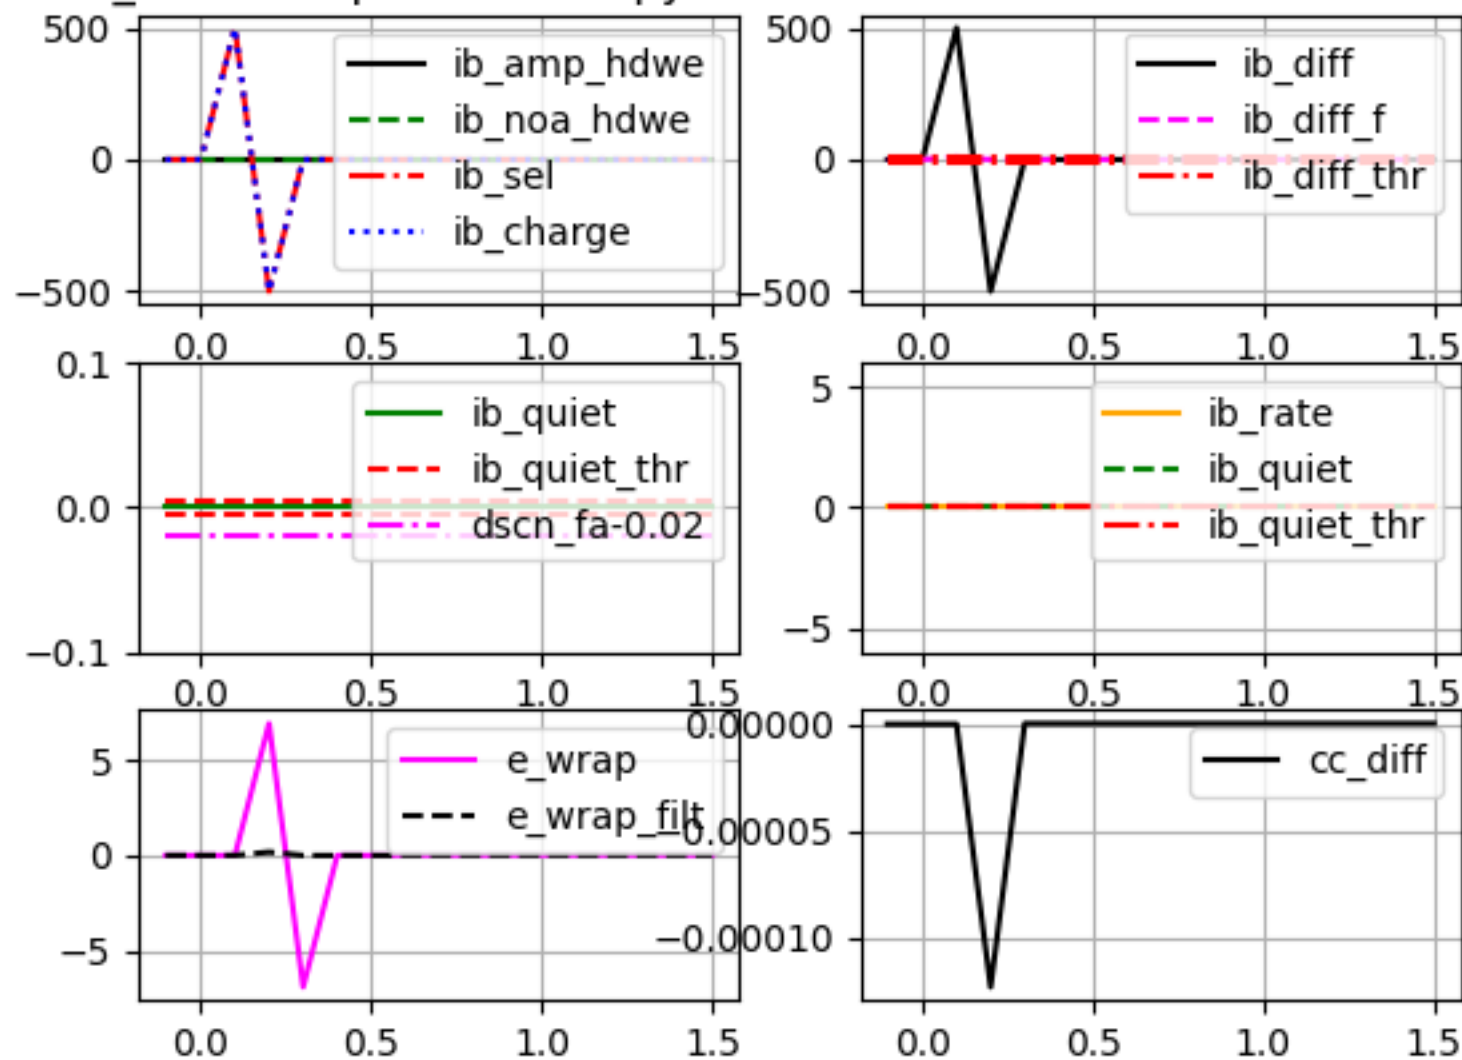 500
0
−500
0.0 0.5 1.0 1.5
ib_amp_hdwe
ib_noa_hdwe
ib_sel
ib_charge
500
0
−500
0.0 0.5 1.0 1.5
ib_diff
ib_diff_f
ib_diff_thr
0.1
0.0
−0.1
0.0 0.5 1.0 1.5
ib_quiet
ib_quiet_thr
dscn_fa-0.02
5
0
−5
0.0 0.5 1.0 1.5
ib_rate
ib_quiet
ib_quiet_thr
5
0
−5
0.0 0.5 1.0 1.5
e_wrap
e_wrap_filt
0.00000
−0.00005
−0.00010
0.0 0.5 1.0 1.5
cc_diff